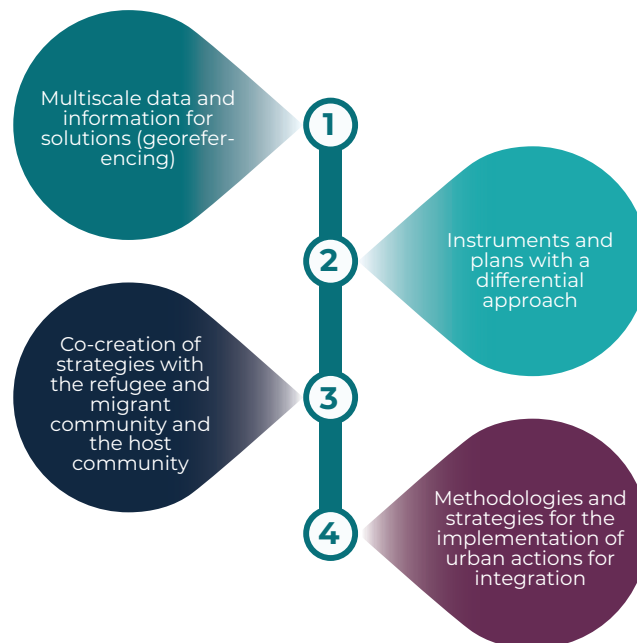 1
Multiscale data and
information for
solutions (georefer-
encing)
2
Instruments and
plans with a
differential
approach
3
Co-creation of
strategies with
the refugee and
migrant
community and
the host
community
4
Methodologies and
strategies for the
implementation of
urban actions for
integration